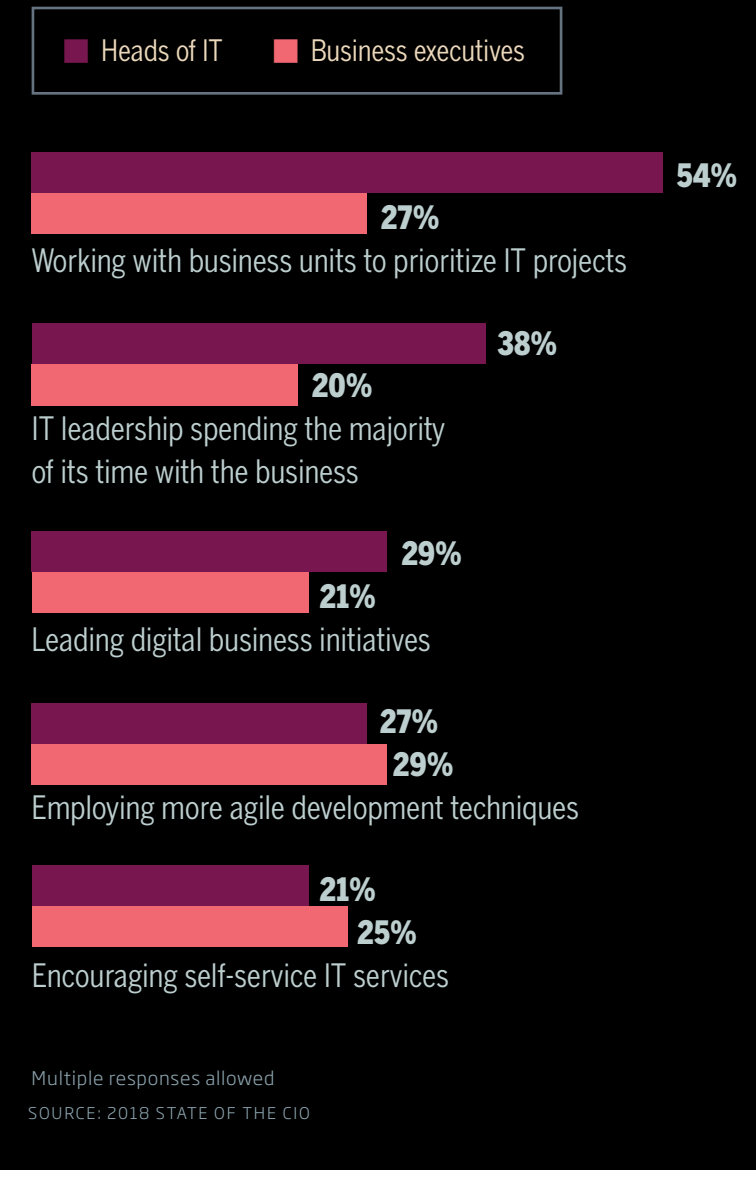 Heads of IT Business executives
54%
27%
Working with business units to prioritize IT projects
38%
20%
IT leadership spending the majority
of its time with the business
29%
21%
Leading digital business initiatives
27%
29%
Employing more agile development techniques
21%
25%
Encouraging self-service IT services
Multiple responses allowed
SOURCE: 2018 STATE OF THE CIO